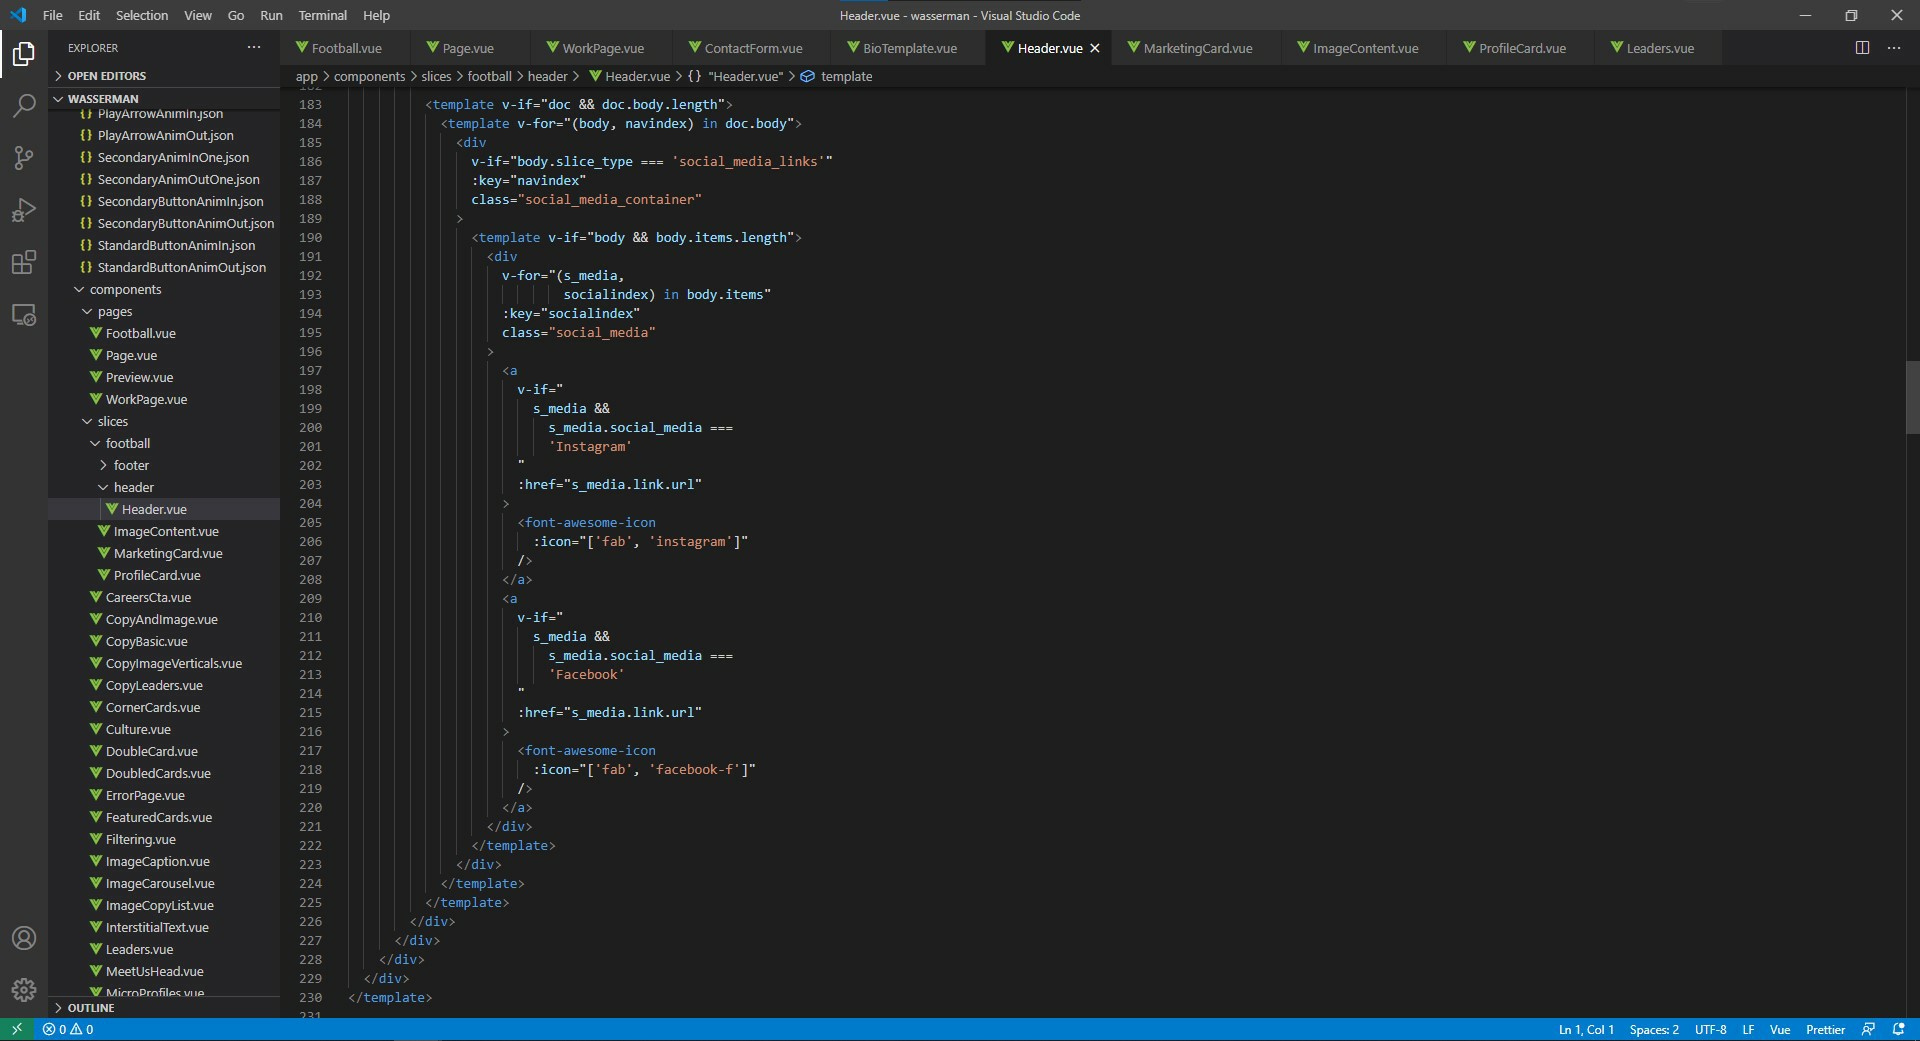 File Edit Selection View Go Run Terminal Help Header.vue - wasserman - Visual Studio Code
EXPLORER
Football.vue Page.vue WorkPage.vue ContactForm.vue BioTemplate.vue Header.vue MarketingCard.vue ImageContent.vue ProfileCard.vue Leaders.vue
OPEN EDITORS
WASSERMAN
PlayArrowAnimIn.json
PlayArrowAnimOut.json
SecondaryAnimInOne.json
SecondaryAnimOutOne.json
SecondaryButtonAnimIn.json
SecondaryButtonAnimOut.json
StandardButtonAnimIn.json
StandardButtonAnimOut.json
components
pages
Football.vue
Page.vue
Preview.vue
WorkPage.vue
slices
football
footer
header
Header.vue
ImageContent.vue
MarketingCard.vue
ProfileCard.vue
CareersCta.vue
CopyAndImage.vue
CopyBasic.vue
CopyImageVerticals.vue
CopyLeaders.vue
CornerCards.vue
Culture.vue
DoubleCard.vue
DoubledCards.vue
ErrorPage.vue
FeaturedCards.vue
Filtering.vue
ImageCaption.vue
ImageCarousel.vue
ImageCopyList.vue
InterstitialText.vue
Leaders.vue
MeetUsHead.vue
MicroProfiles.vue
OUTLINE
app > components > slices > football > header > Header.vue > {} "Header.vue" > template
182
183 <template v-if="doc && doc.body.length">
184 <template v-for="(body, navindex) in doc.body">
185 <div
186 v-if="body.slice_type === 'social_media_links'"
187 :key="navindex"
188 class="social_media_container"
189 >
190 <template v-if="body && body.items.length">
191 <div
192 v-for="(s_media,
193 socialindex) in body.items"
194 :key="socialindex"
195 class="social_media"
196 >
197 <a
198 v-if="
199 s_media &&
200 s_media.social_media ===
201 'Instagram'
202 "
203 :href="s_media.link.url"
204 >
205 <font-awesome-icon
206 :icon="['fab', 'instagram']"
207 />
208 </a>
209 <a
210 v-if="
211 s_media &&
212 s_media.social_media ===
213 'Facebook'
214 "
215 :href="s_media.link.url"
216 >
217 <font-awesome-icon
218 :icon="['fab', 'facebook-f']"
219 />
220 </a>
221 </div>
222 </template>
223 </div>
224 </template>
225 </template>
226 </div>
227 </div>
228 </div>
229 </div>
230 </template>
231
0 0 Ln 1, Col 1 Spaces: 2 UTF-8 LF Vue Prettier